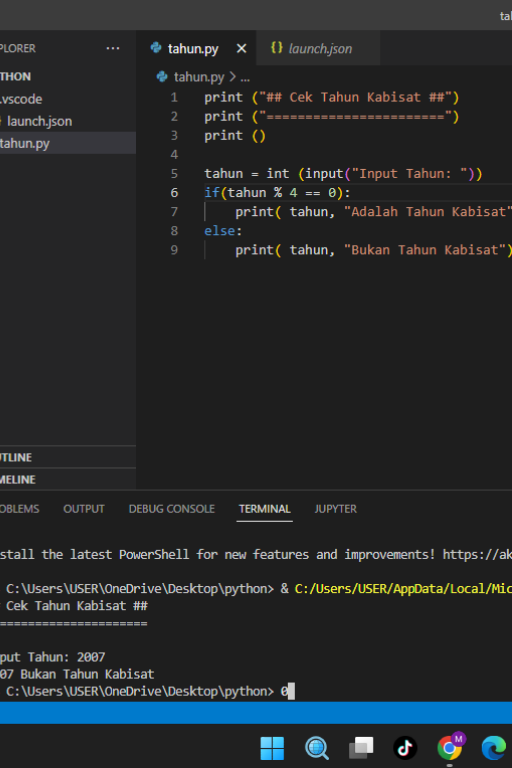 tah
PLORER ···
tahun.py ✕ {} launch.json
THON
tahun.py > ...
.vscode
launch.json
tahun.py
1 print ("## Cek Tahun Kabisat ##")
2 print ("=======================")
3 print ()
4
5 tahun = int (input("Input Tahun: "))
6 if(tahun % 4 == 0):
7 print( tahun, "Adalah Tahun Kabisat"
8 else:
9 print( tahun, "Bukan Tahun Kabisat")
UTLINE
MELINE
OBLEMS OUTPUT DEBUG CONSOLE TERMINAL JUPYTER
stall the latest PowerShell for new features and improvements! https://ak
C:\Users\USER\OneDrive\Desktop\python> & C:/Users/USER/AppData/Local/Mic
Cek Tahun Kabisat ##
=====================
put Tahun: 2007
07 Bukan Tahun Kabisat
C:\Users\USER\OneDrive\Desktop\python> 0
M